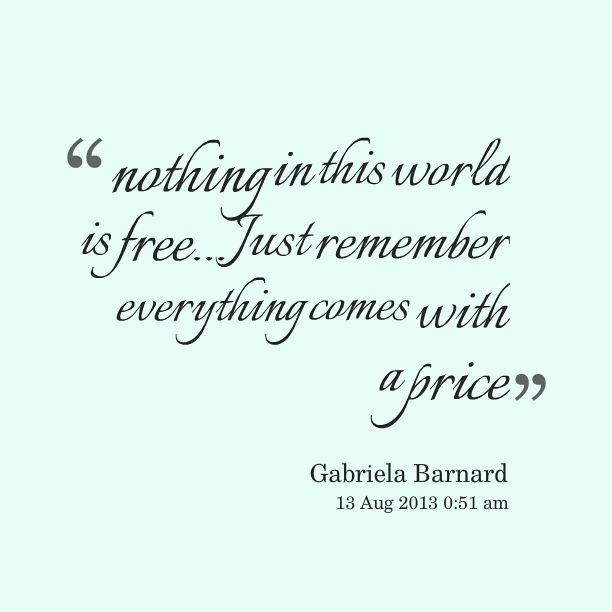 “nothing in this world
is free...Just remember
everything comes with
a price”
Gabriela Barnard
13 Aug 2013 0:51 am